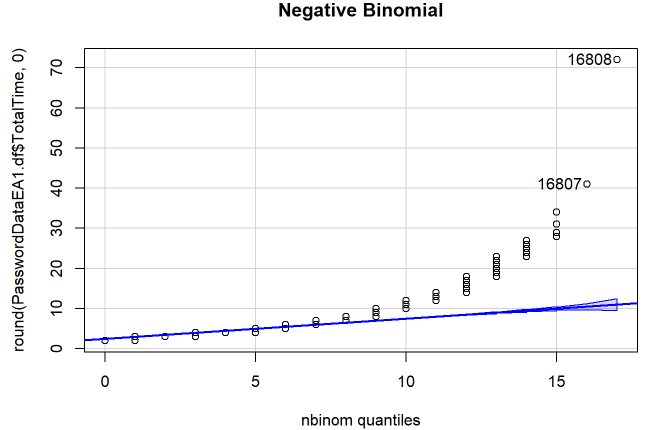 Negative Binomial
round(PasswordDataEA1.df$TotalTime, 0)
70
60
50
40
30
20
10
0
16808
16807
0 5 10 15
nbinom quantiles